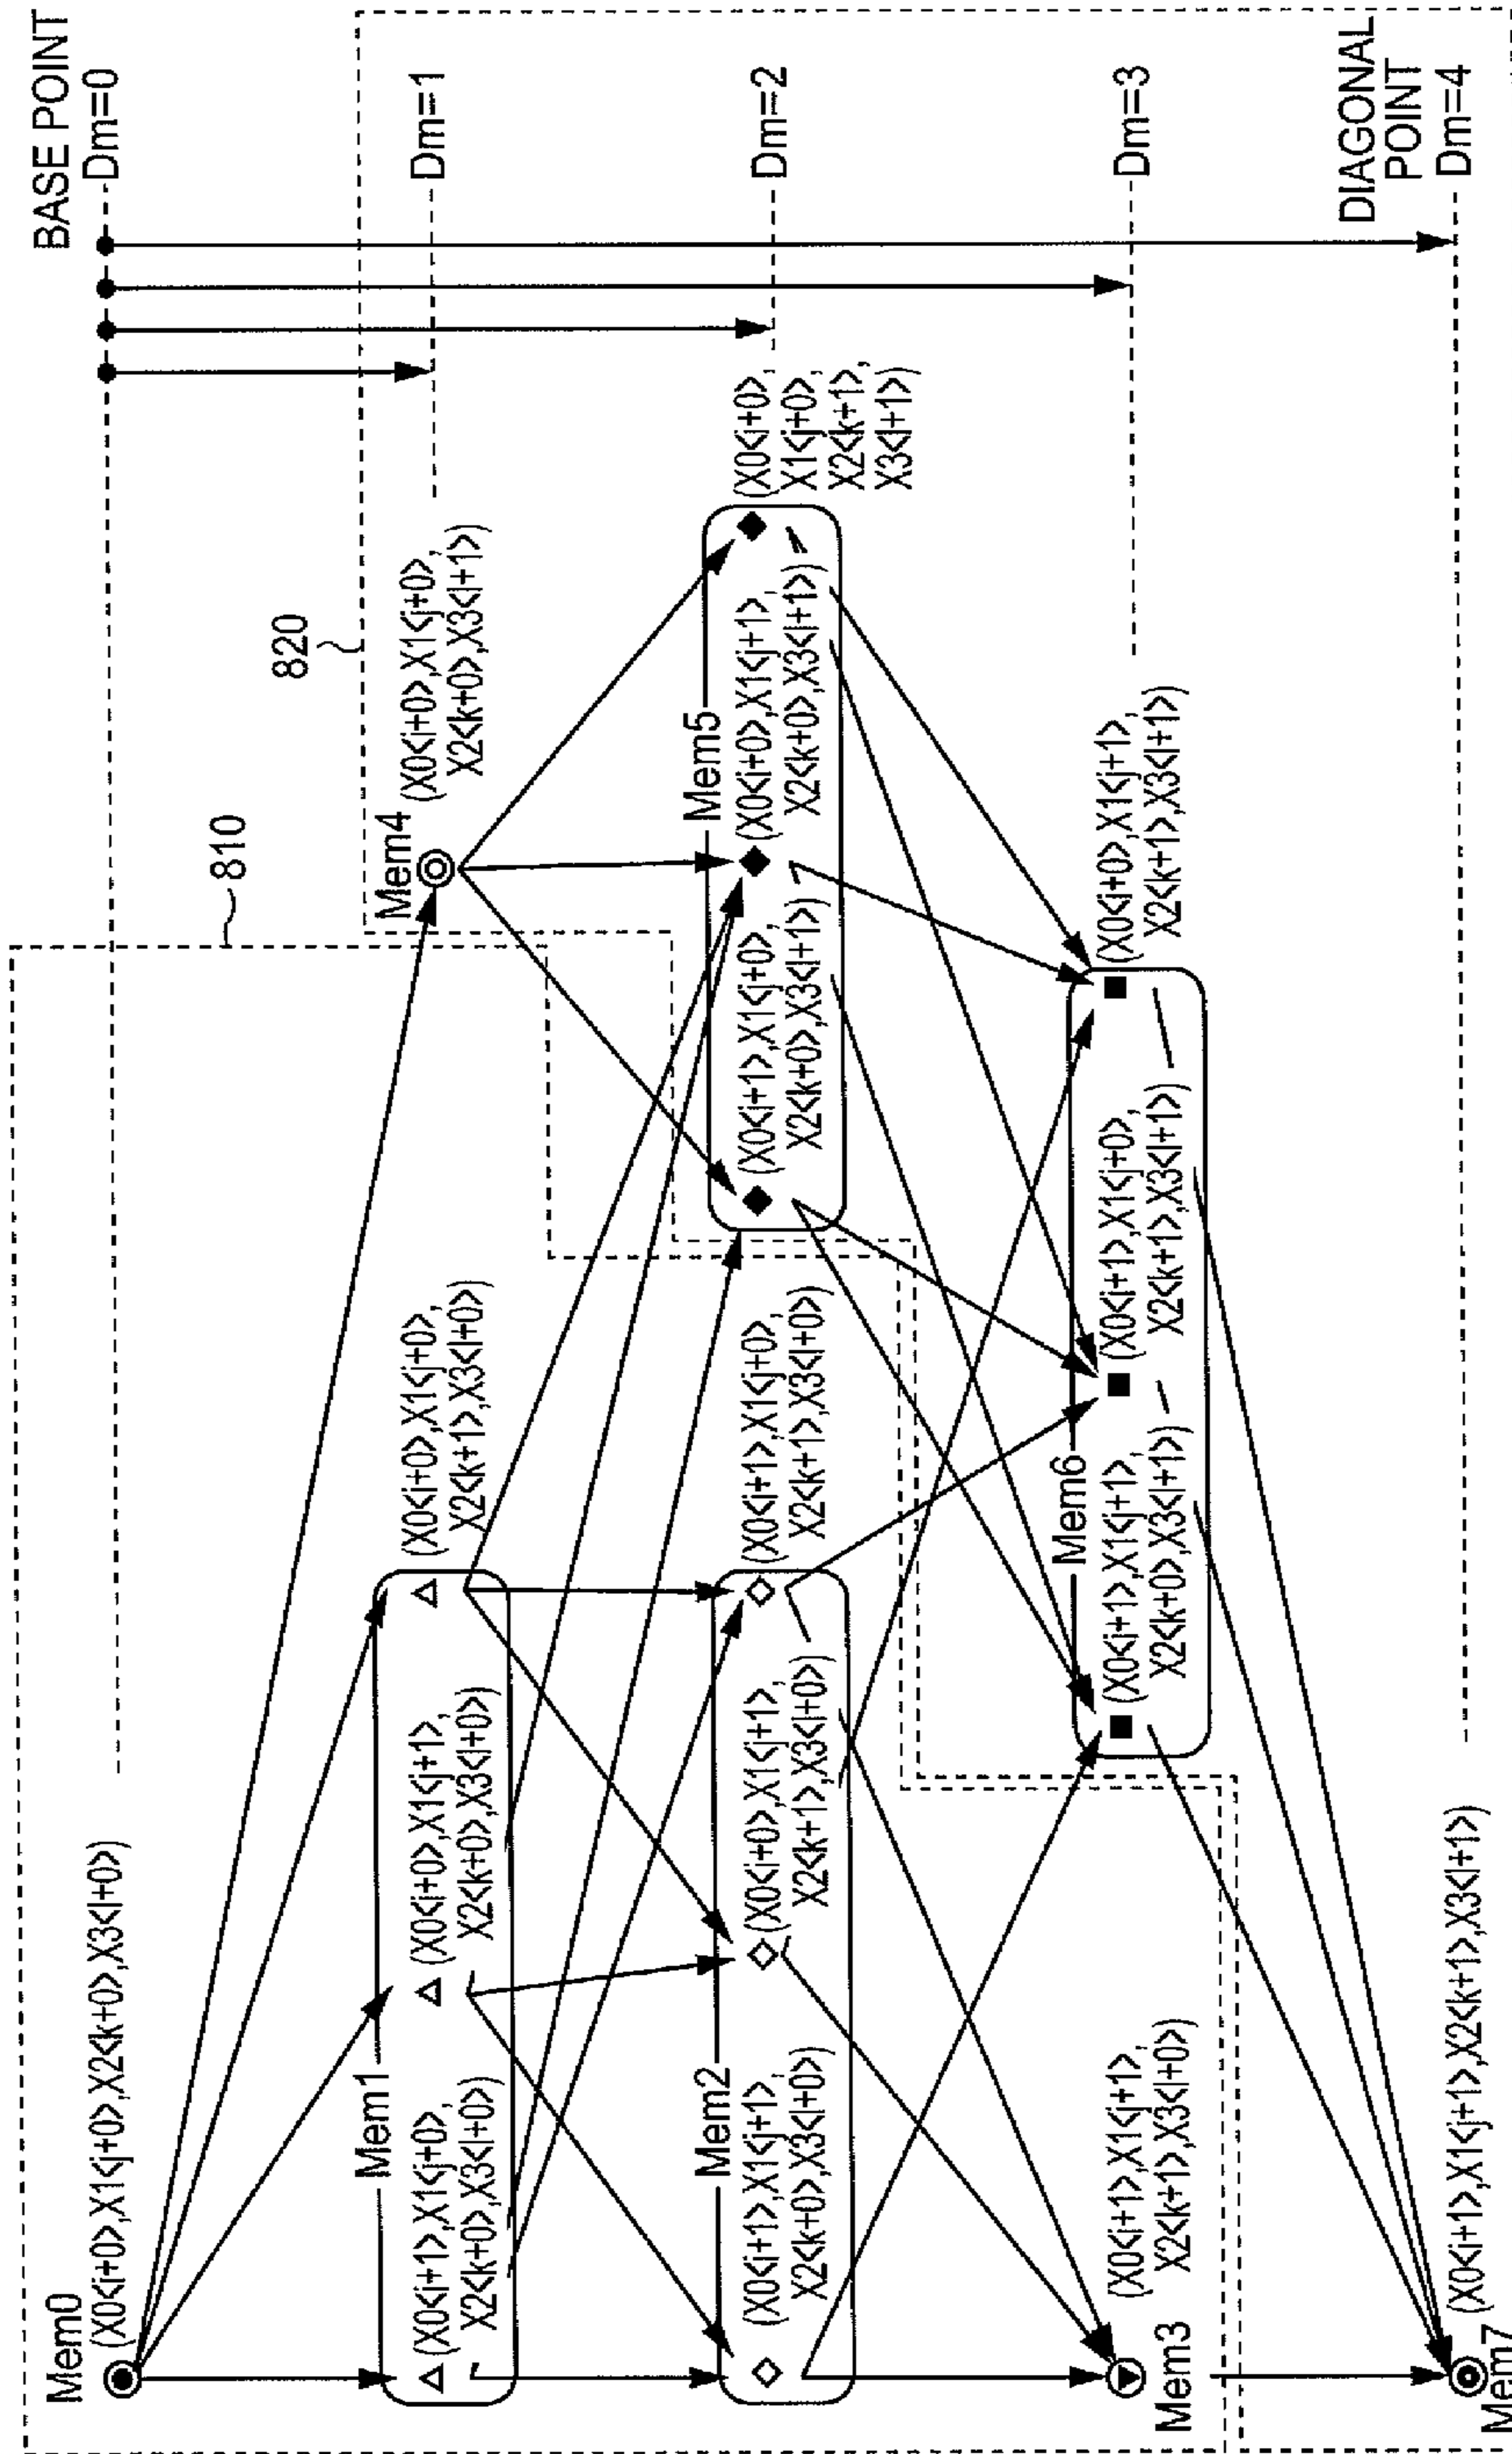 BASE POINT
Dm=0
Mem0
(X0<i+0>,X1<j+0>,X2<k+0>,X3<l+0>)
810
820
Dm=1
Mem1
(X0<i+1>,X1<j+0>,
X2<k+0>,X3<l+0>)
(X0<i+0>,X1<j+1>,
X2<k+0>,X3<l+0>)
(X0<i+0>,X1<j+0>,
X2<k+1>,X3<l+0>)
Mem4
(X0<i+0>,X1<j+0>,
X2<k+0>,X3<l+1>)
Dm=2
Mem2
(X0<i+1>,X1<j+1>,
X2<k+0>,X3<l+0>)
(X0<i+0>,X1<j+1>,
X2<k+1>,X3<l+0>)
(X0<i+1>,X1<j+0>,
X2<k+1>,X3<l+0>)
Mem5
(X0<i+1>,X1<j+0>,
X2<k+0>,X3<l+1>)
(X0<i+0>,X1<j+1>,
X2<k+0>,X3<l+1>)
(X0<i+0>,
X1<j+0>,
X2<k+1>,
X3<l+1>)
Dm=3
Mem3
(X0<i+1>,X1<j+1>,
X2<k+1>,X3<l+0>)
Mem6
(X0<i+1>,X1<j+1>,
X2<k+0>,X3<l+1>)
(X0<i+1>,X1<j+0>,
X2<k+1>,X3<l+1>)
(X0<i+0>,X1<j+1>,
X2<k+1>,X3<l+1>)
DIAGONAL
POINT
Dm=4
Mem7
(X0<i+1>,X1<j+1>,X2<k+1>,X3<l+1>)